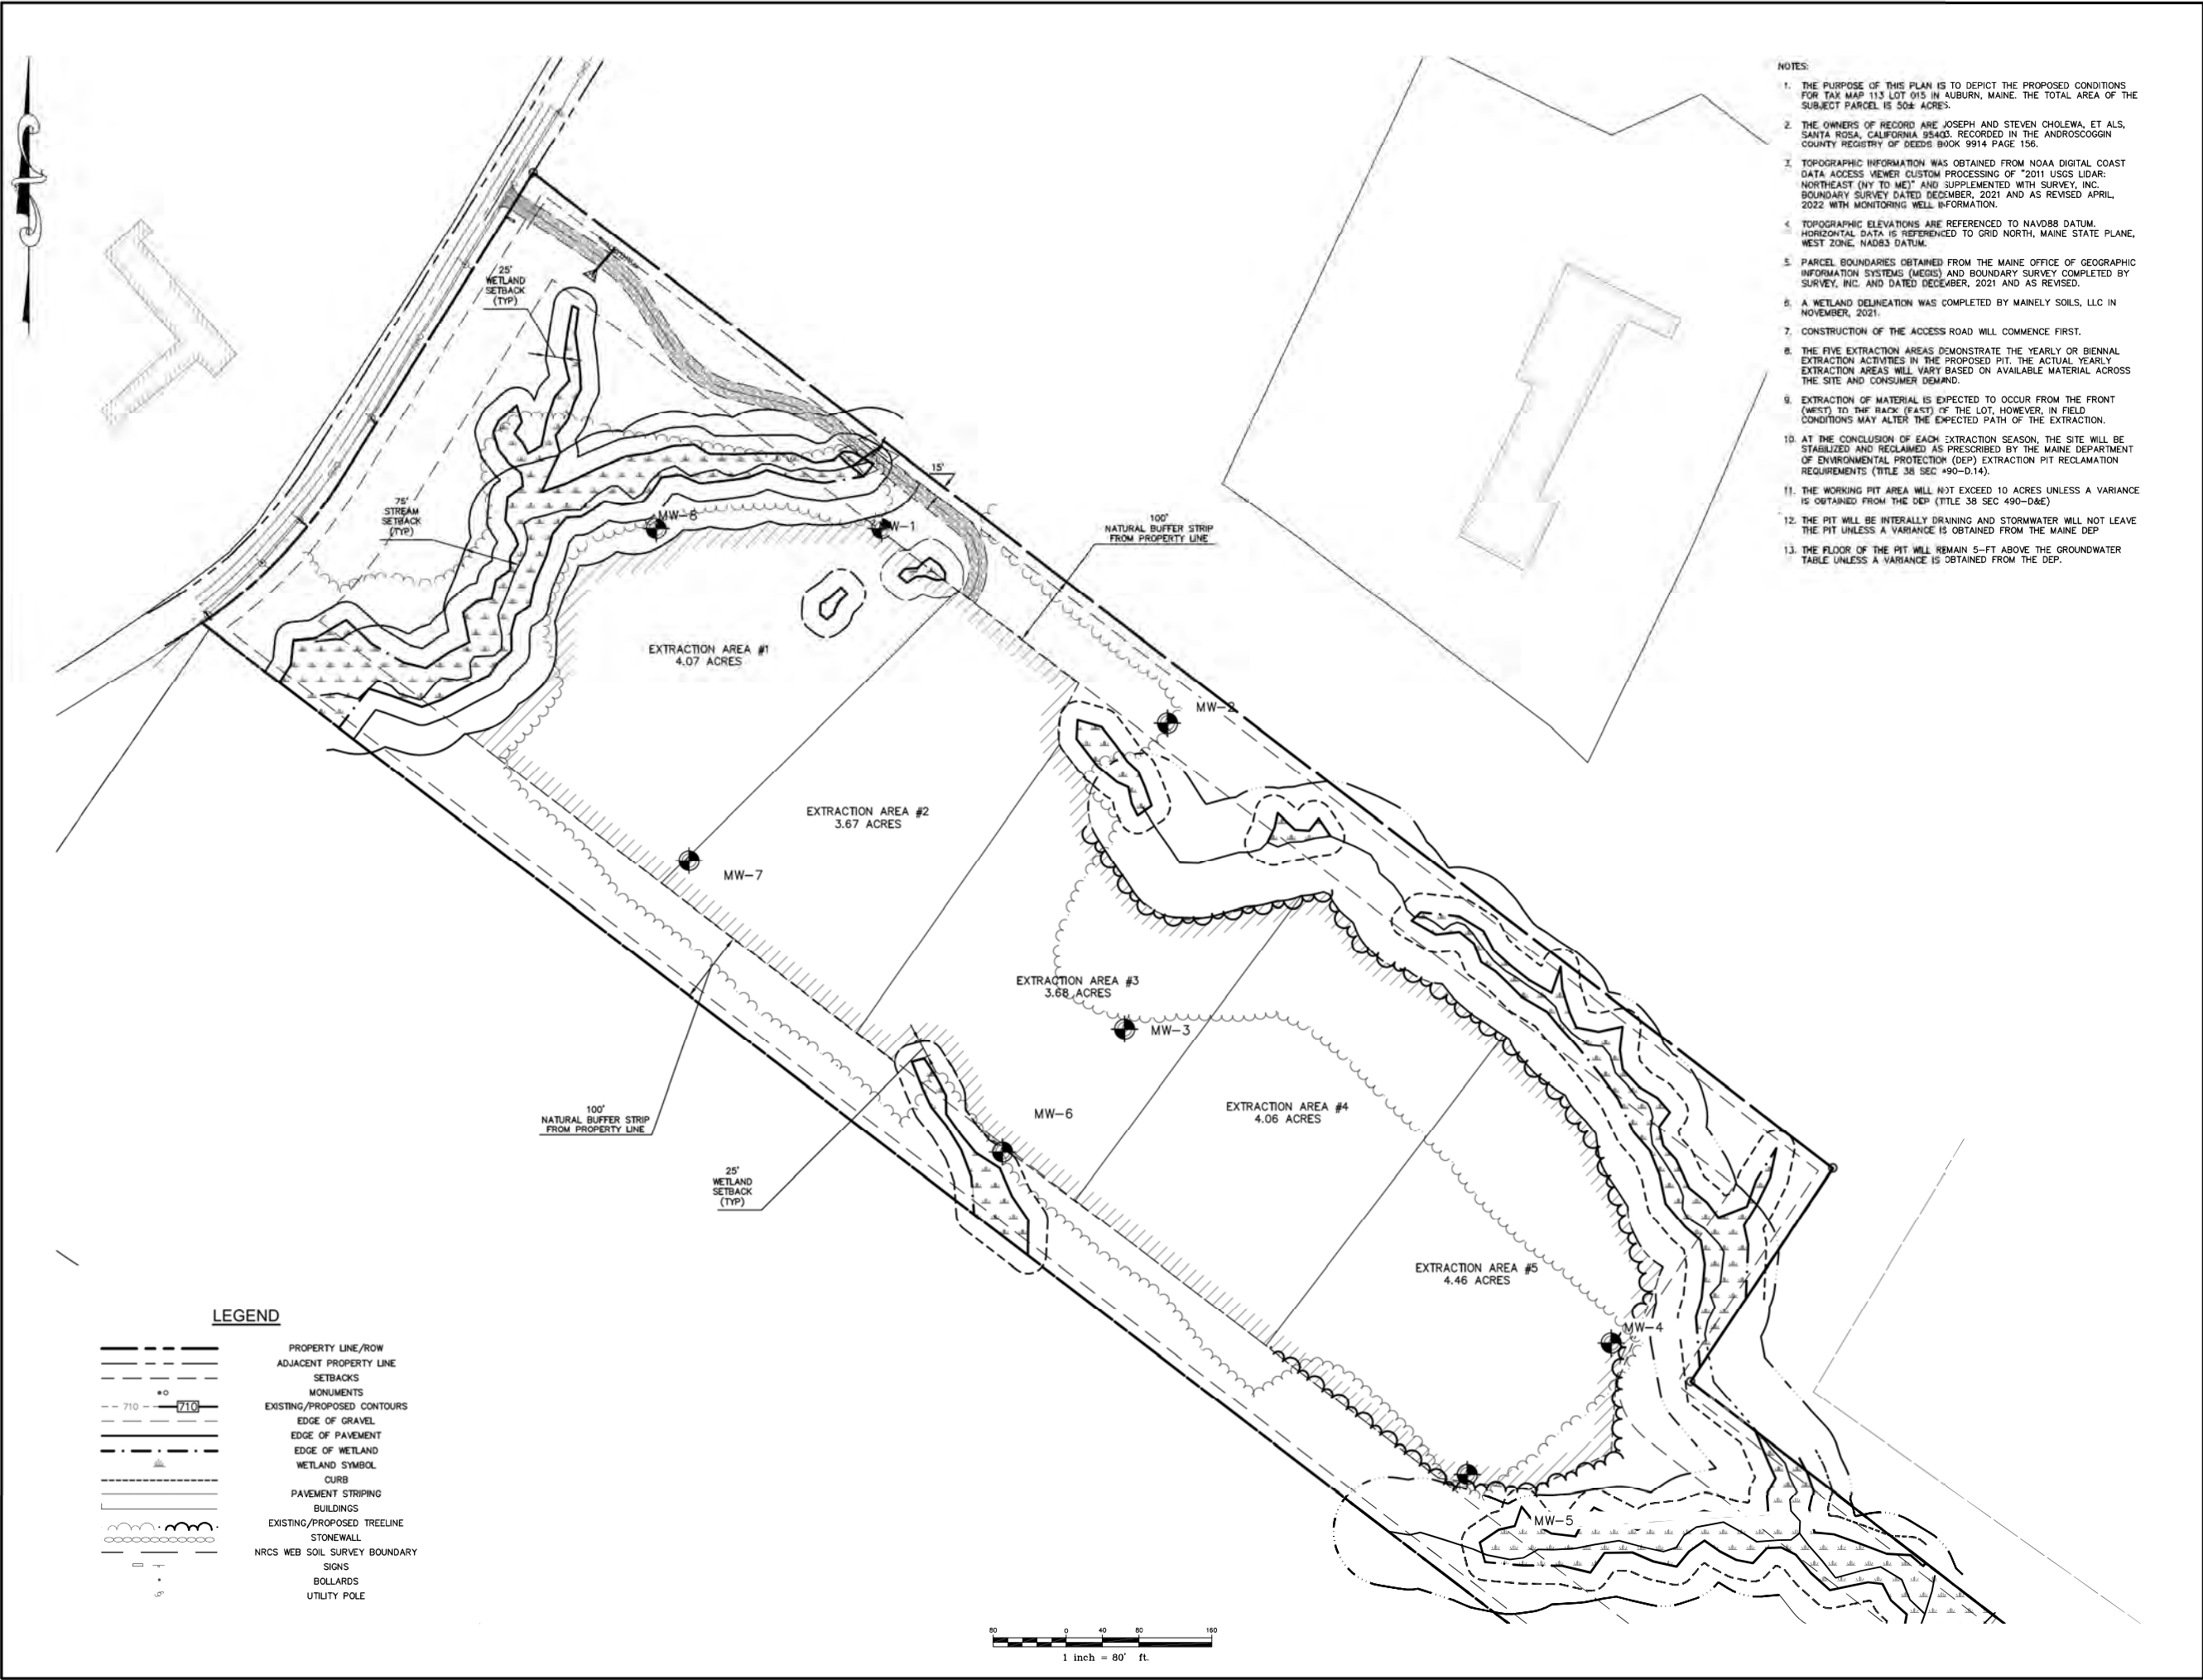 NOTES:
1. THE PURPOSE OF THIS PLAN IS TO DEPICT THE PROPOSED CONDITIONS
FOR TAX MAP 113 LOT 015 IN AUBURN, MAINE. THE TOTAL AREA OF THE
SUBJECT PARCEL IS 50± ACRES.
2. THE OWNERS OF RECORD ARE JOSEPH AND STEVEN CHOLEWA, ET ALS,
SANTA ROSA, CALIFORNIA 95403. RECORDED IN THE ANDROSCOGGIN
COUNTY REGISTRY OF DEEDS BOOK 9914 PAGE 156.
3. TOPOGRAPHIC INFORMATION WAS OBTAINED FROM NOAA DIGITAL COAST
DATA ACCESS VIEWER CUSTOM PROCESSING OF "2011 USGS LIDAR:
NORTHEAST (NY TO ME)" AND SUPPLEMENTED WITH SURVEY, INC.
BOUNDARY SURVEY DATED DECEMBER, 2021 AND AS REVISED APRIL,
2022 WITH MONITORING WELL INFORMATION.
4. TOPOGRAPHIC ELEVATIONS ARE REFERENCED TO NAVD88 DATUM.
HORIZONTAL DATA IS REFERENCED TO GRID NORTH, MAINE STATE PLANE,
WEST ZONE, NAD83 DATUM.
5. PARCEL BOUNDARIES OBTAINED FROM THE MAINE OFFICE OF GEOGRAPHIC
INFORMATION SYSTEMS (MEGIS) AND BOUNDARY SURVEY COMPLETED BY
SURVEY, INC. AND DATED DECEMBER, 2021 AND AS REVISED.
6. A WETLAND DELINEATION WAS COMPLETED BY MAINELY SOILS, LLC IN
NOVEMBER, 2021.
7. CONSTRUCTION OF THE ACCESS ROAD WILL COMMENCE FIRST.
8. THE FIVE EXTRACTION AREAS DEMONSTRATE THE YEARLY OR BIENNAL
EXTRACTION ACTIVITIES IN THE PROPOSED PIT. THE ACTUAL YEARLY
EXTRACTION AREAS WILL VARY BASED ON AVAILABLE MATERIAL ACROSS
THE SITE AND CONSUMER DEMAND.
9. EXTRACTION OF MATERIAL IS EXPECTED TO OCCUR FROM THE FRONT
(WEST) TO THE BACK (EAST) OF THE LOT, HOWEVER, IN FIELD
CONDITIONS MAY ALTER THE EXPECTED PATH OF THE EXTRACTION.
10. AT THE CONCLUSION OF EACH EXTRACTION SEASON, THE SITE WILL BE
STABILIZED AND RECLAIMED AS PRESCRIBED BY THE MAINE DEPARTMENT
OF ENVIRONMENTAL PROTECTION (DEP) EXTRACTION PIT RECLAMATION
REQUIREMENTS (TITLE 38 SEC 490-D.14).
11. THE WORKING PIT AREA WILL NOT EXCEED 10 ACRES UNLESS A VARIANCE
IS OBTAINED FROM THE DEP (TITLE 38 SEC 490-D&E)
12. THE PIT WILL BE INTERALLY DRAINING AND STORMWATER WILL NOT LEAVE
THE PIT UNLESS A VARIANCE IS OBTAINED FROM THE MAINE DEP
13. THE FLOOR OF THE PIT WILL REMAIN 5-FT ABOVE THE GROUNDWATER
TABLE UNLESS A VARIANCE IS OBTAINED FROM THE DEP.
25'
WETLAND
SETBACK
(TYP)
75'
STREAM
SETBACK
(TYP)
15'
MW-8
MW-1
100'
NATURAL BUFFER STRIP
FROM PROPERTY LINE
EXTRACTION AREA #1
4.07 ACRES
MW-2
EXTRACTION AREA #2
3.67 ACRES
MW-7
EXTRACTION AREA #3
3.68 ACRES
MW-3
100'
NATURAL BUFFER STRIP
FROM PROPERTY LINE
MW-6
EXTRACTION AREA #4
4.06 ACRES
25'
WETLAND
SETBACK
(TYP)
EXTRACTION AREA #5
4.46 ACRES
MW-4
MW-5
LEGEND
PROPERTY LINE/ROW
ADJACENT PROPERTY LINE
SETBACKS
MONUMENTS
710 710 EXISTING/PROPOSED CONTOURS
EDGE OF GRAVEL
EDGE OF PAVEMENT
EDGE OF WETLAND
WETLAND SYMBOL
CURB
PAVEMENT STRIPING
BUILDINGS
EXISTING/PROPOSED TREELINE
STONEWALL
NRCS WEB SOIL SURVEY BOUNDARY
SIGNS
BOLLARDS
UTILITY POLE
80 0 40 80 160
1 inch = 80' ft.